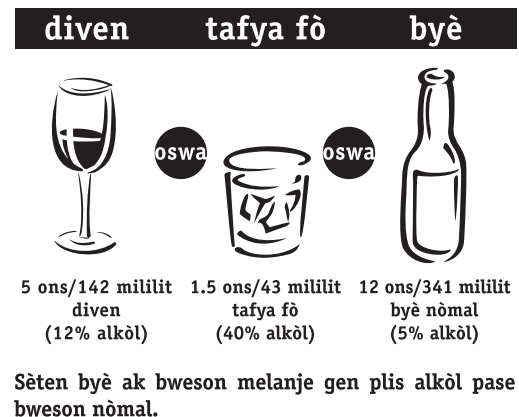 diven tafya fò byè
oswa oswa
5 ons/142 mililit 1.5 ons/43 mililit 12 ons/341 mililit
diven tafya fò byè nòmal
(12% alkòl) (40% alkòl) (5% alkòl)
Sèten byè ak bweson melanje gen plis alkòl pase
bweson nòmal.